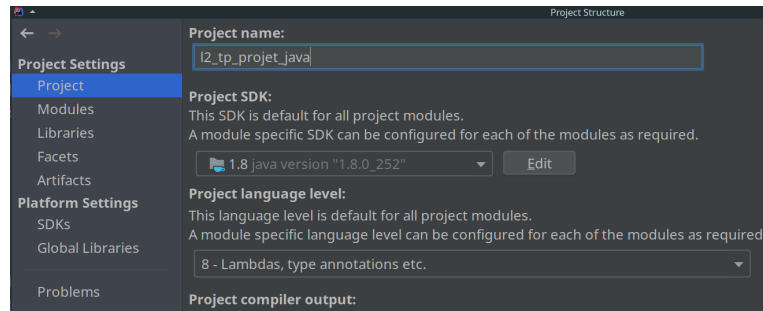 Project Structure
← →
Project Settings
Project
Modules
Libraries
Facets
Artifacts
Platform Settings
SDKs
Global Libraries
Problems
Project name:
l2_tp_projet_java
Project SDK:
This SDK is default for all project modules.
A module specific SDK can be configured for each of the modules as required.
1.8 java version "1.8.0_252"
Edit
Project language level:
This language level is default for all project modules.
A module specific language level can be configured for each of the modules as required
8 - Lambdas, type annotations etc.
Project compiler output: